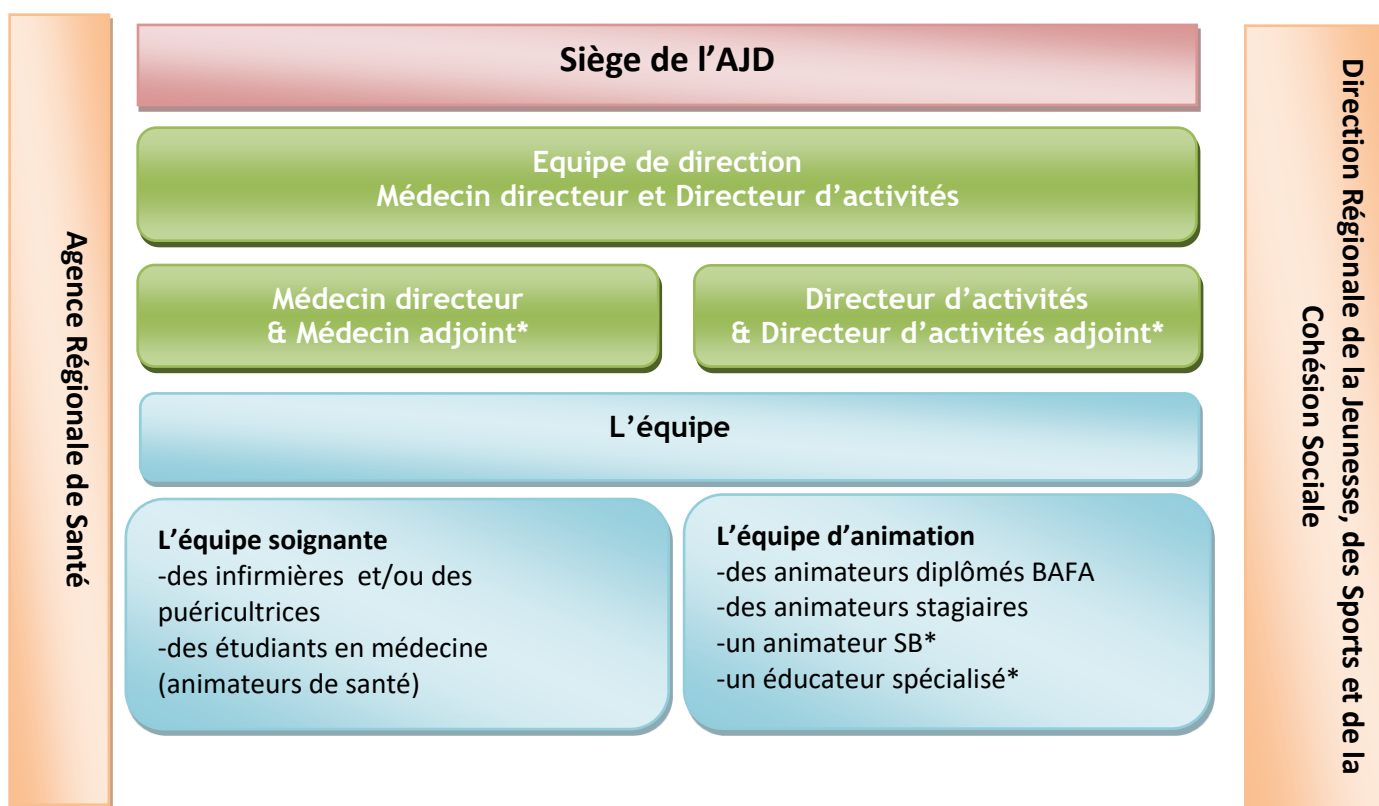 Siège de l'AJD
Equipe de direction
Médecin directeur et Directeur d'activités
Médecin directeur
& Médecin adjoint*
Directeur d'activités
& Directeur d'activités adjoint*
L'équipe
L'équipe soignante
-des infirmières et/ou des
puéricultrices
-des étudiants en médecine
(animateurs de santé)
L'équipe d'animation
-des animateurs diplômés BAFA
-des animateurs stagiaires
-un animateur SB*
-un éducateur spécialisé*
Agence Régionale de Santé
Direction Régionale de la Jeunesse, des Sports et de la
Cohésion Sociale